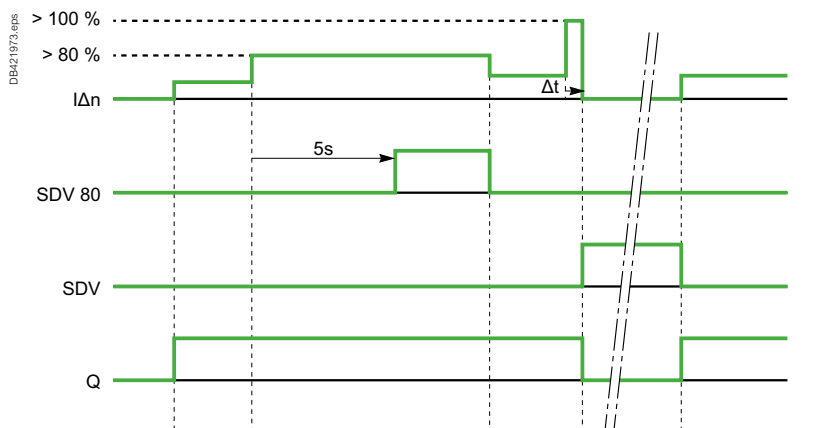 DB421973.eps
> 100 %
> 80 %
IΔn
Δt
5s
SDV 80
SDV
Q